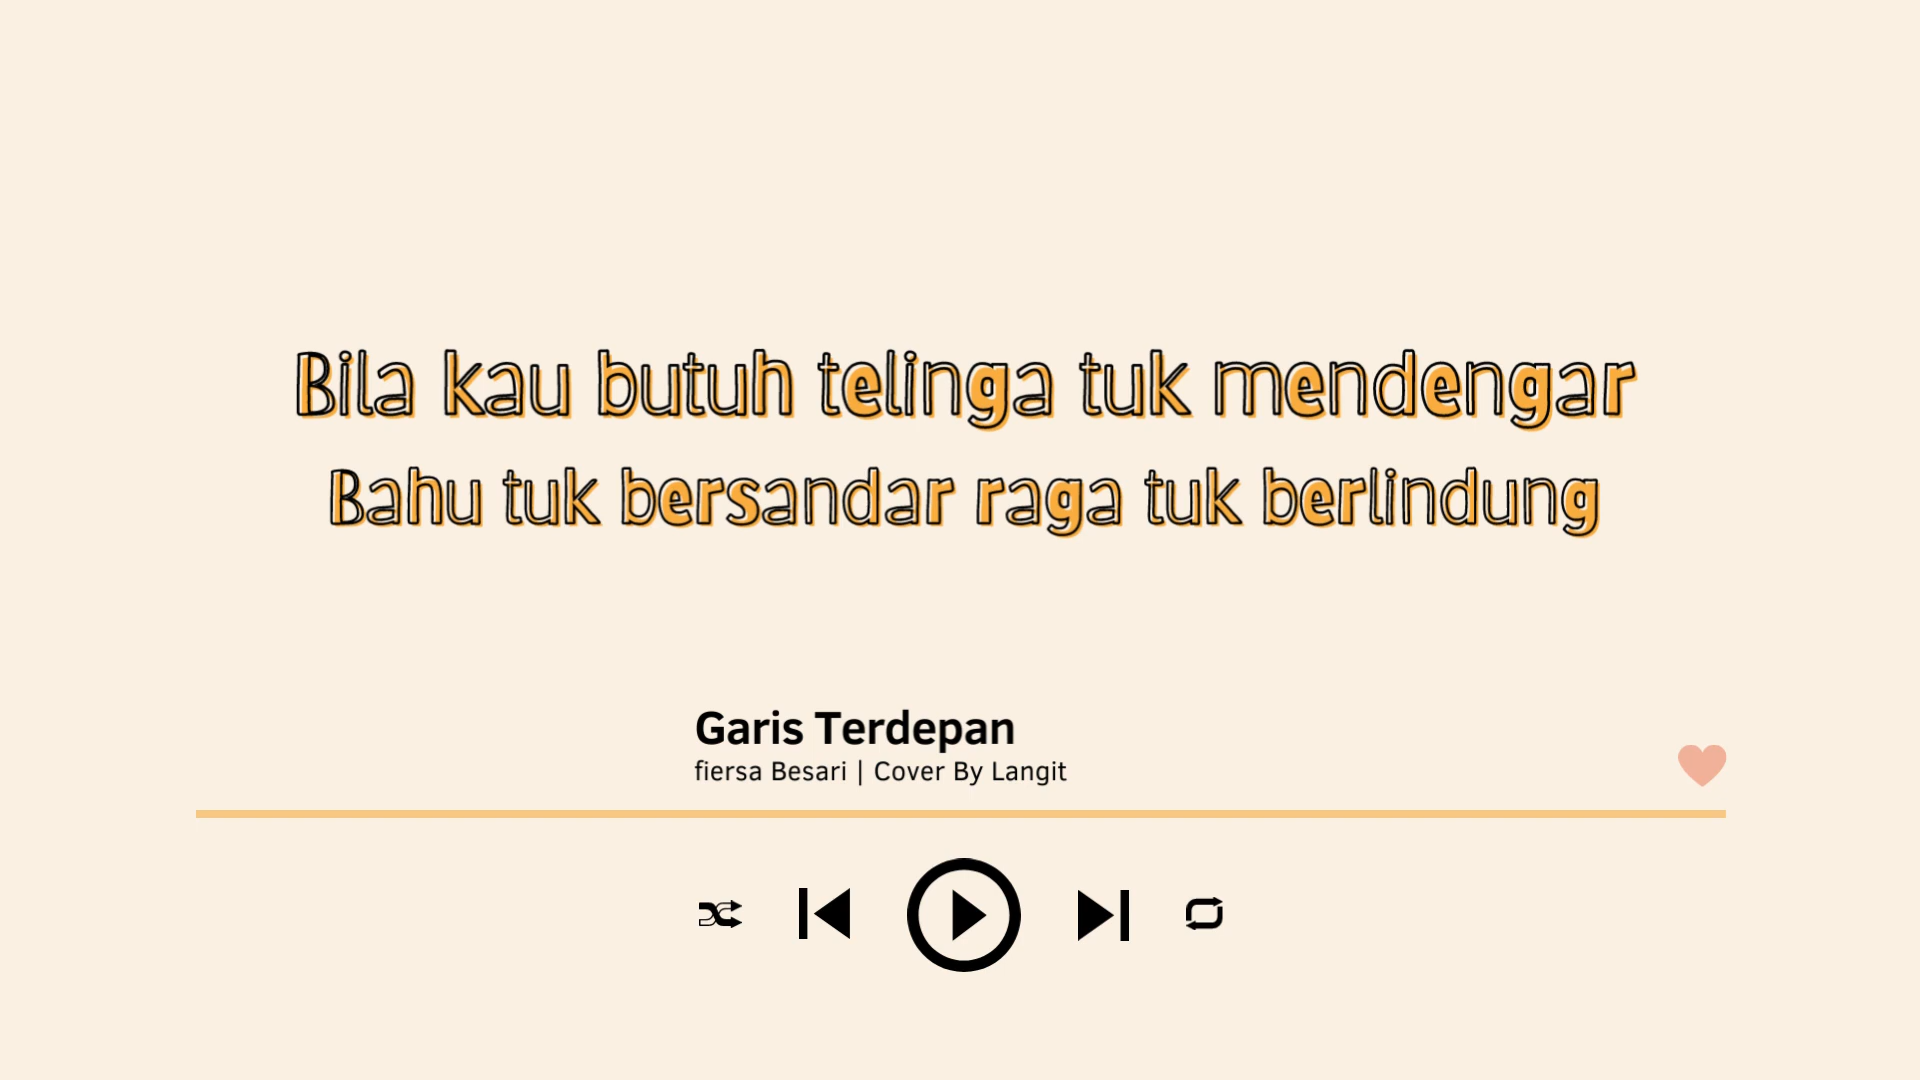 Bila kau butuh telinga tuk mendengar
Bahu tuk bersandar raga tuk berlindung
Garis Terdepan
fiersa Besari | Cover By Langit